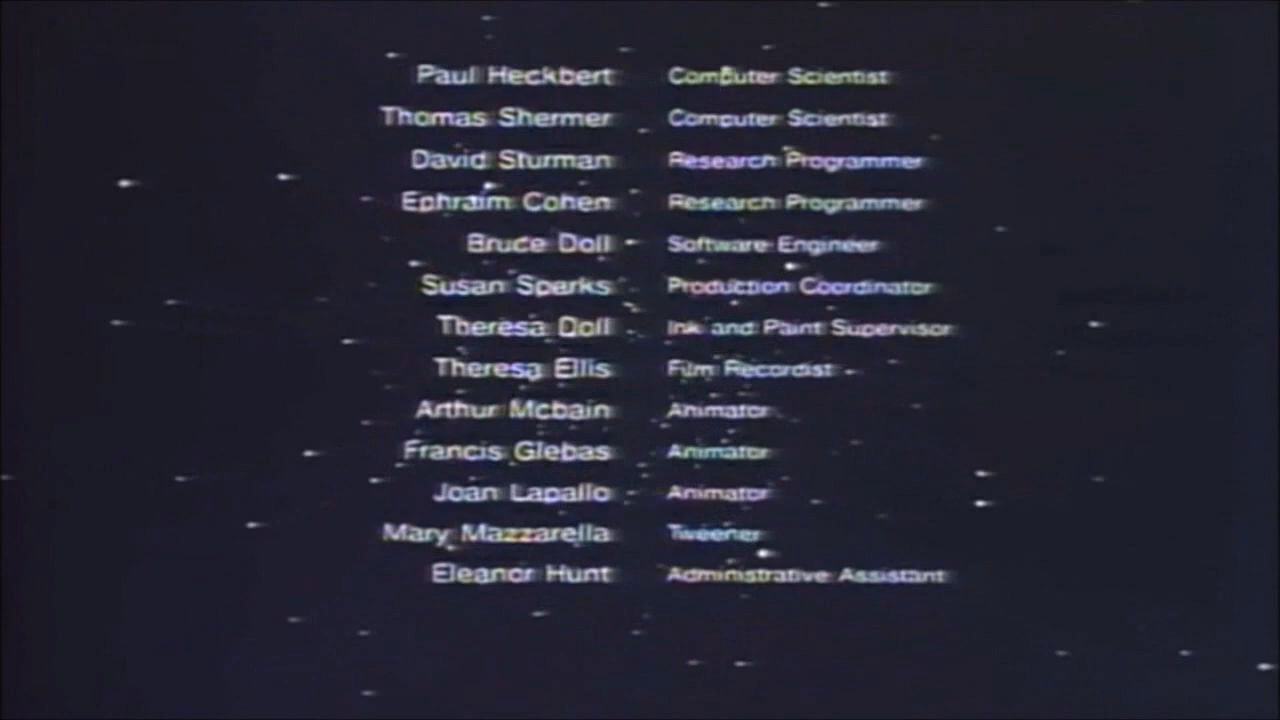 Paul Heckbert Computer Scientist
Thomas Shermer Computer Scientist
David Sturman Research Programmer
Ephraim Cohen Research Programmer
Bruce Doll Software Engineer
Susan Sparks Production Coordinator
Theresa Doll Ink and Paint Supervisor
Theresa Ellis Film Recordist
Arthur Mcbain Animator
Francis Glebas Animator
Joan Lapallo Animator
Mary Mazzarella Tweener
Eleanor Hunt Administrative Assistant